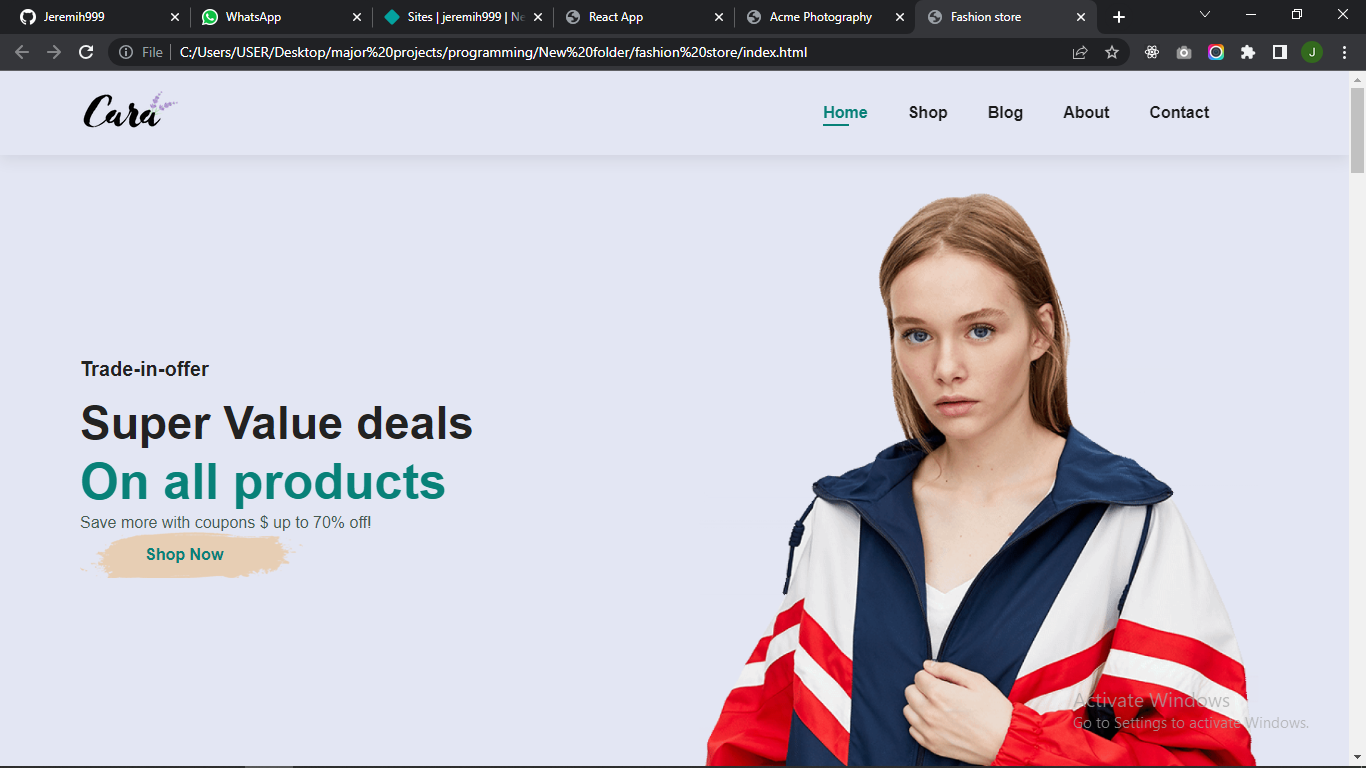 Jeremih999
WhatsApp
Sites | jeremih999 | Ne
React App
Acme Photography
Fashion store
File
C:/Users/USER/Desktop/major%20projects/programming/New%20folder/fashion%20store/index.html
J
Cara
Home
Shop
Blog
About
Contact
Trade-in-offer
Super Value deals
On all products
Save more with coupons $ up to 70% off!
Shop Now
Activate Windows
Go to Settings to activate Windows.